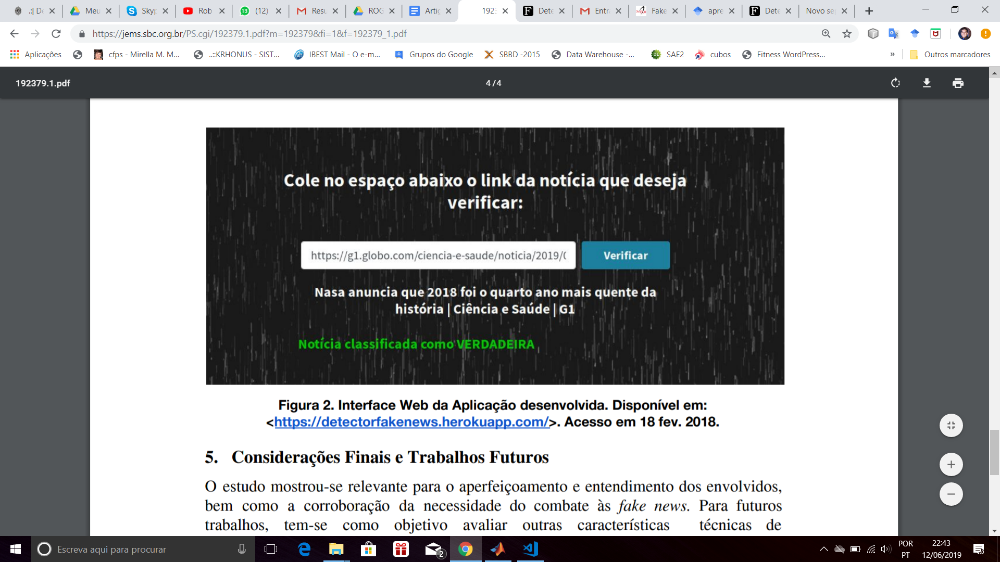 .:| De
Meu
Skyp
Rob
(12)
Resu
ROG
Artig
192
Dete
Entr
Fake
apre
Dete
Novo se
https://jems.sbc.org.br/PS.cgi/192379.1.pdf?m=192379&fi=1&f=192379_1.pdf
Aplicações
cfps - Mirella M. M...
..::KRHONUS - SIST...
IBEST Mail - O e-m...
Grupos do Google
SBBD -2015
Data Warehouse -...
SAE2
cubos
Fitness WordPress...
»
Outros marcadores
192379.1.pdf
4 / 4
Cole no espaço abaixo o link da notícia que deseja
verificar:
https://g1.globo.com/ciencia-e-saude/noticia/2019/0
Verificar
Nasa anuncia que 2018 foi o quarto ano mais quente da
história | Ciência e Saúde | G1
Notícia classificada como VERDADEIRA
Figura 2. Interface Web da Aplicação desenvolvida. Disponível em:
<https://detectorfakenews.herokuapp.com/>. Acesso em 18 fev. 2018.
5. Considerações Finais e Trabalhos Futuros
O estudo mostrou-se relevante para o aperfeiçoamento e entendimento dos envolvidos,
bem como a corroboração da necessidade do combate às fake news. Para futuros
trabalhos, tem-se como objetivo avaliar outras características técnicas de
Escreva aqui para procurar
2
POR
PT
22:43
12/06/2019